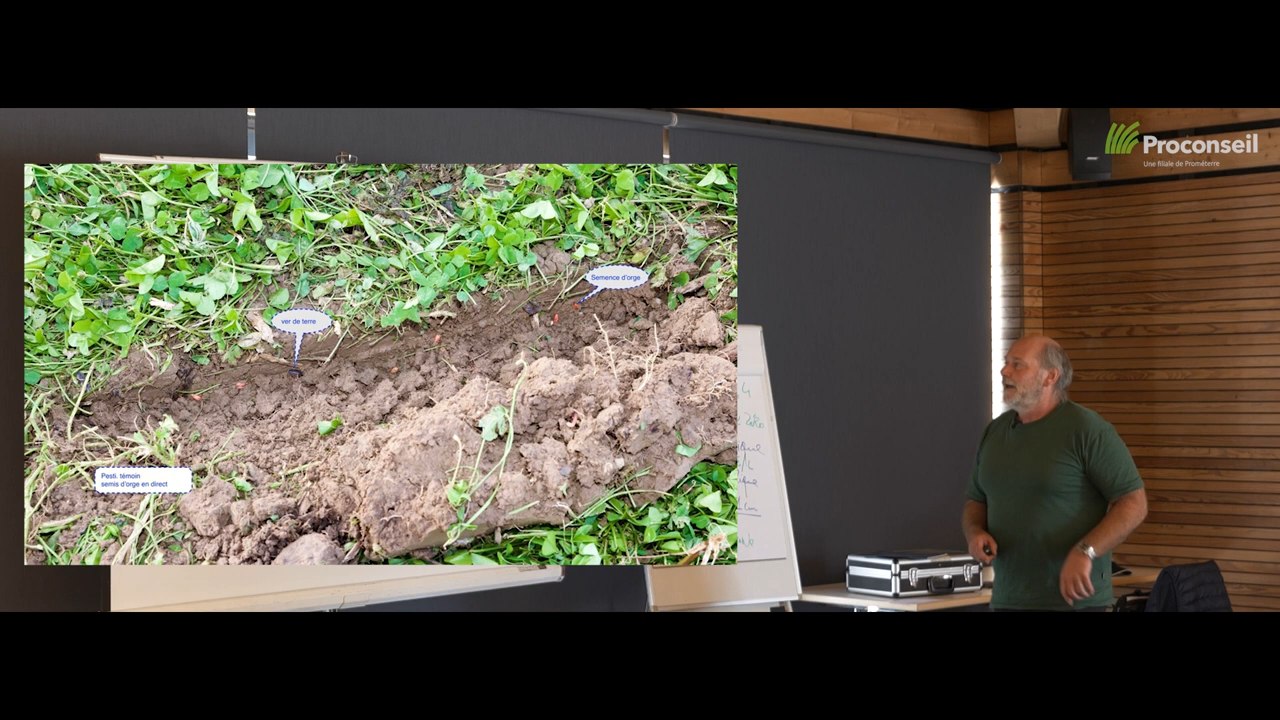 Proconseil
Une filiale de Prométerre
Semence d'orge
ver de terre
Pesti. témoin
semis d'orge en direct